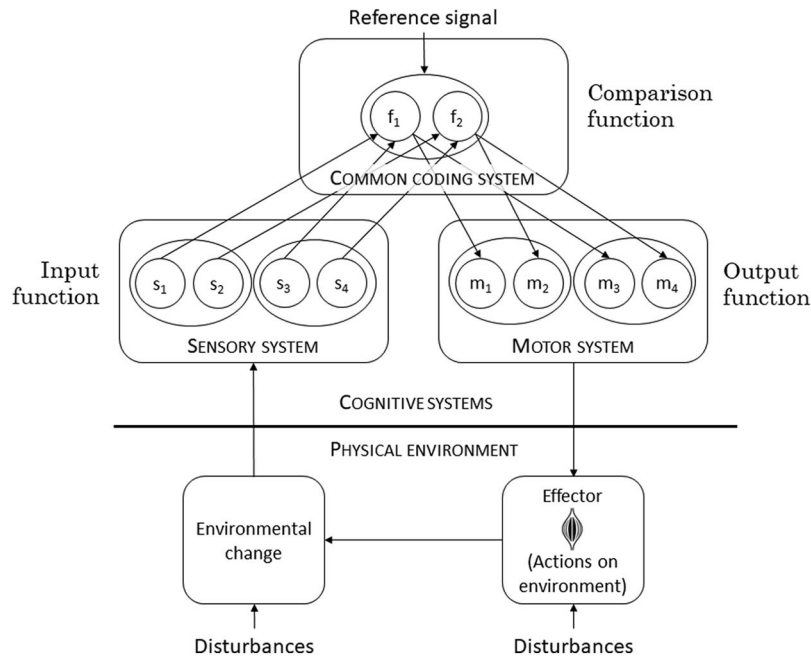 Reference signal
f1 f2
Comparison
function
COMMON CODING SYSTEM
Input
function
s1 s2 s3 s4
SENSORY SYSTEM
m1 m2 m3 m4
MOTOR SYSTEM
Output
function
COGNITIVE SYSTEMS
PHYSICAL ENVIRONMENT
Environmental
change
Effector
(Actions on
environment)
Disturbances
Disturbances